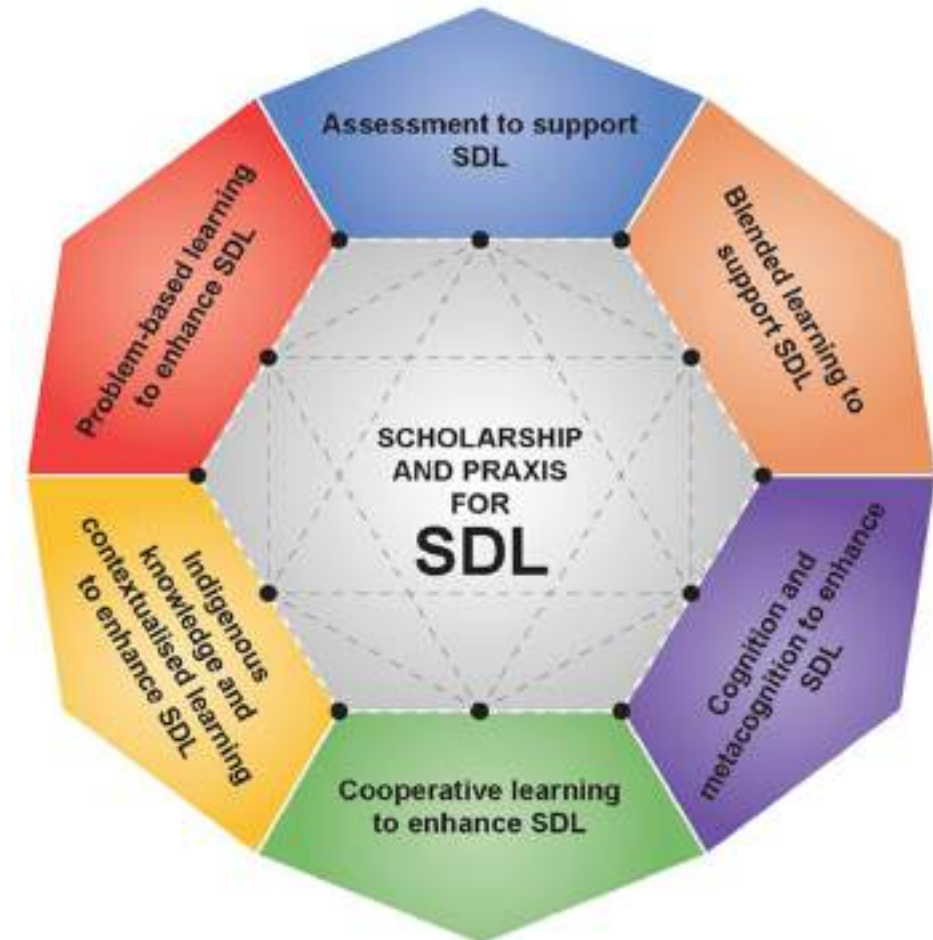 Assessment to support
SDL
Blended learning to
support SDL
Cognition and
metacognition to enhance
SDL
Cooperative learning
to enhance SDL
Indigenous
knowledge and
contextualised learning
to enhance SDL
Problem-based learning
to enhance SDL
SCHOLARSHIP
AND PRAXIS
FOR
SDL